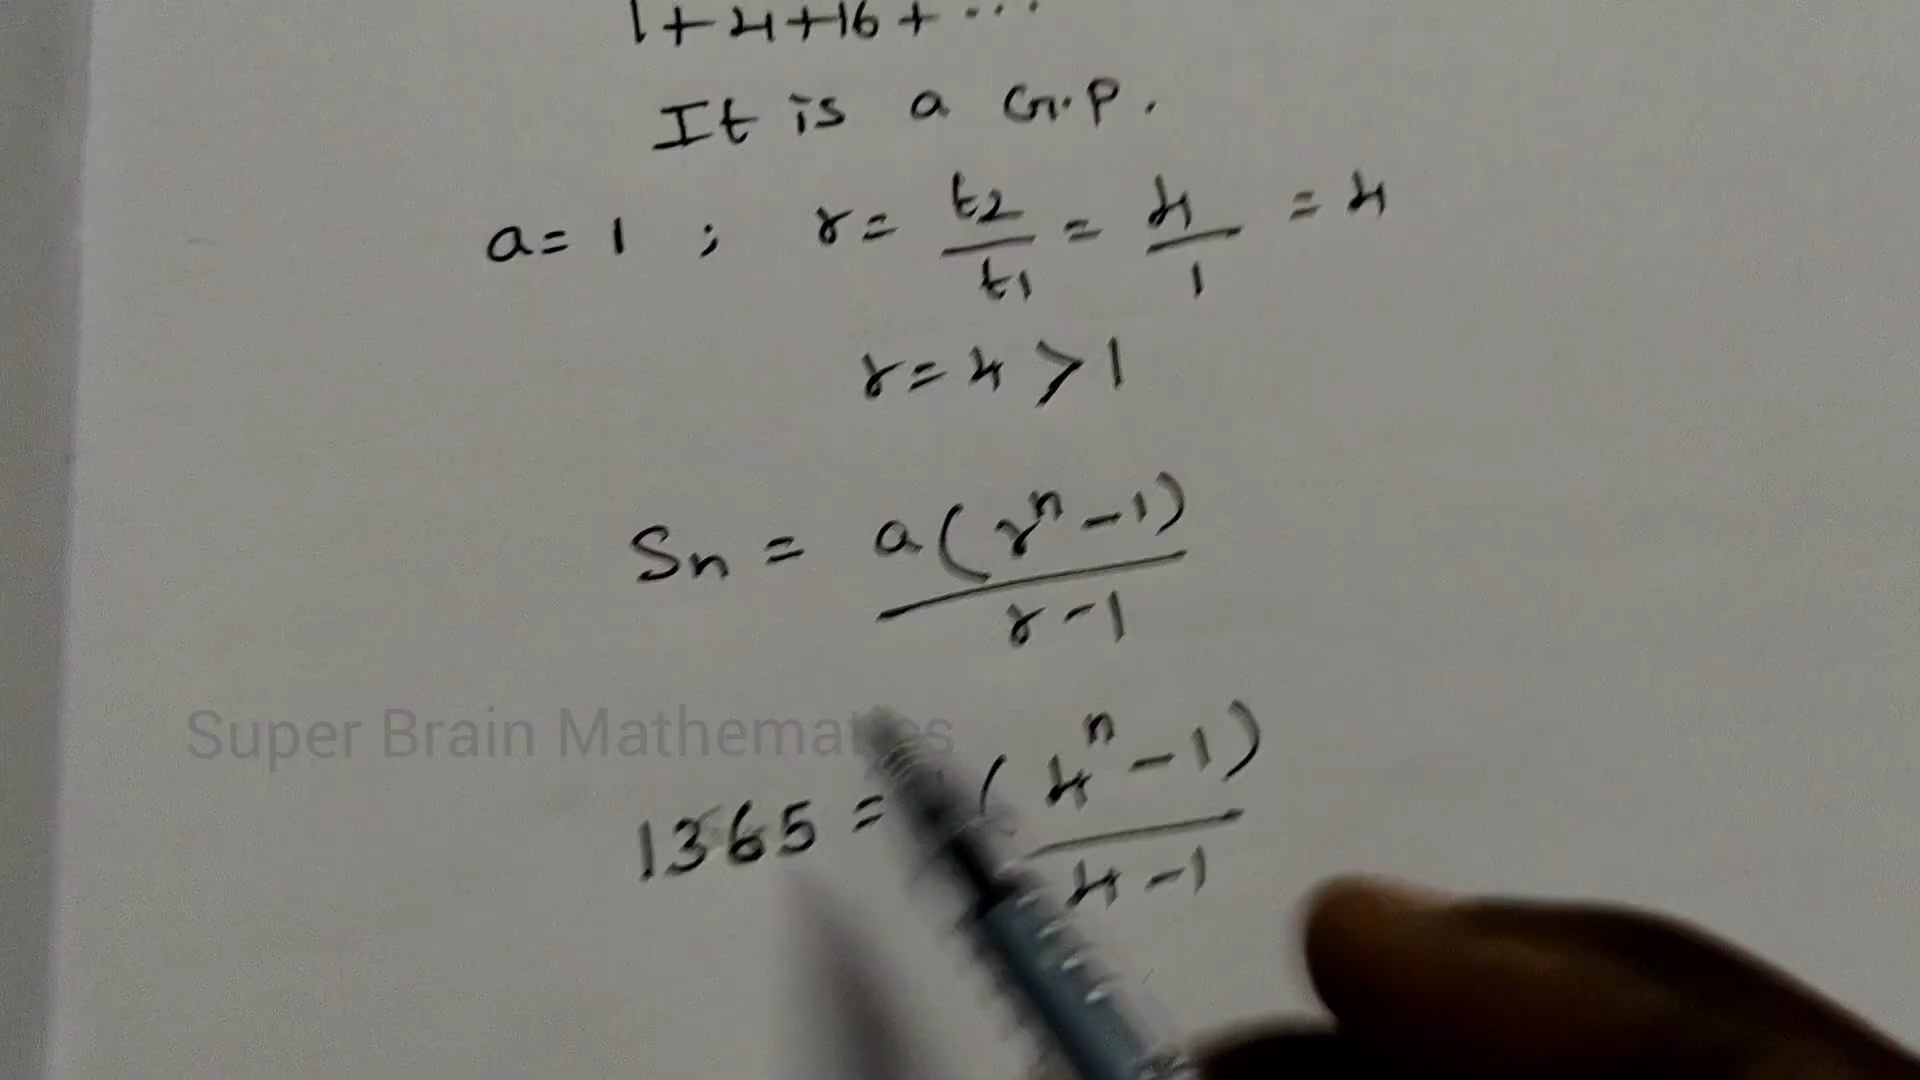 1+4+16+...
It is a G.P.
a=1 ; r= t2/t1 = 4/1 = 4
r=4>1
Sn = a(r^n-1)/r-1
Super Brain Mathematics
1365 = (4^n-1)/4-1